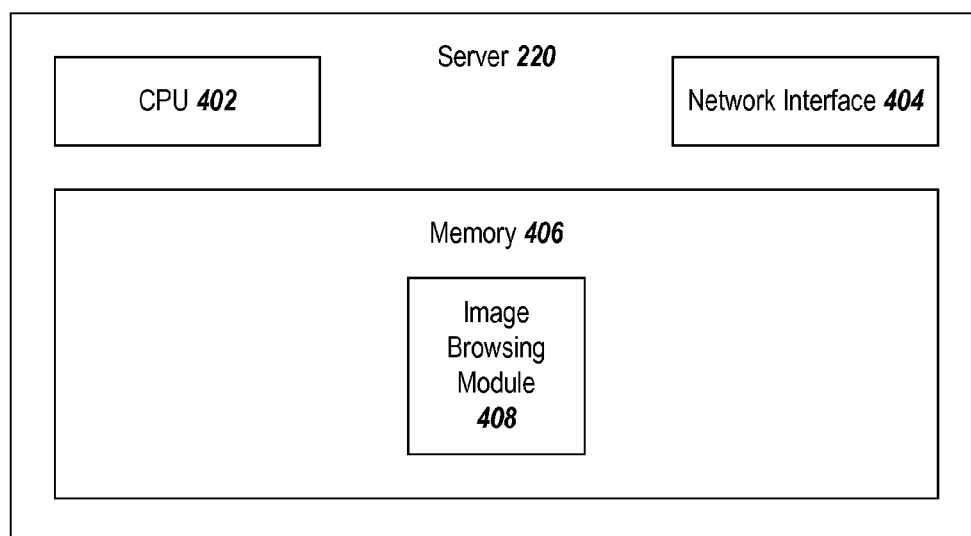 Server 220
CPU 402
Network Interface 404
Memory 406
Image
Browsing
Module
408